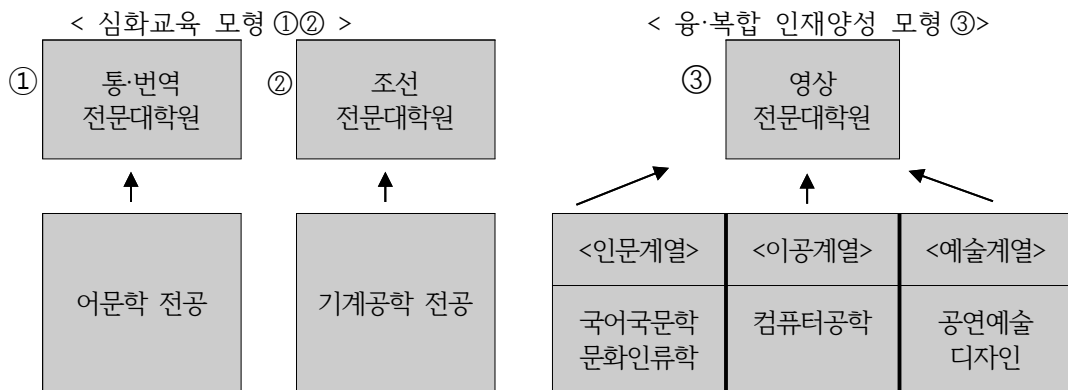 < 심화교육 모형 ①② >
< 융·복합 인재양성 모형 ③>
①
통·번역
전문대학원
②
조선
전문대학원
③
영상
전문대학원
어문학 전공
기계공학 전공
<인문계열>
<이공계열>
<예술계열>
국어국문학
문화인류학
컴퓨터공학
공연예술
디자인